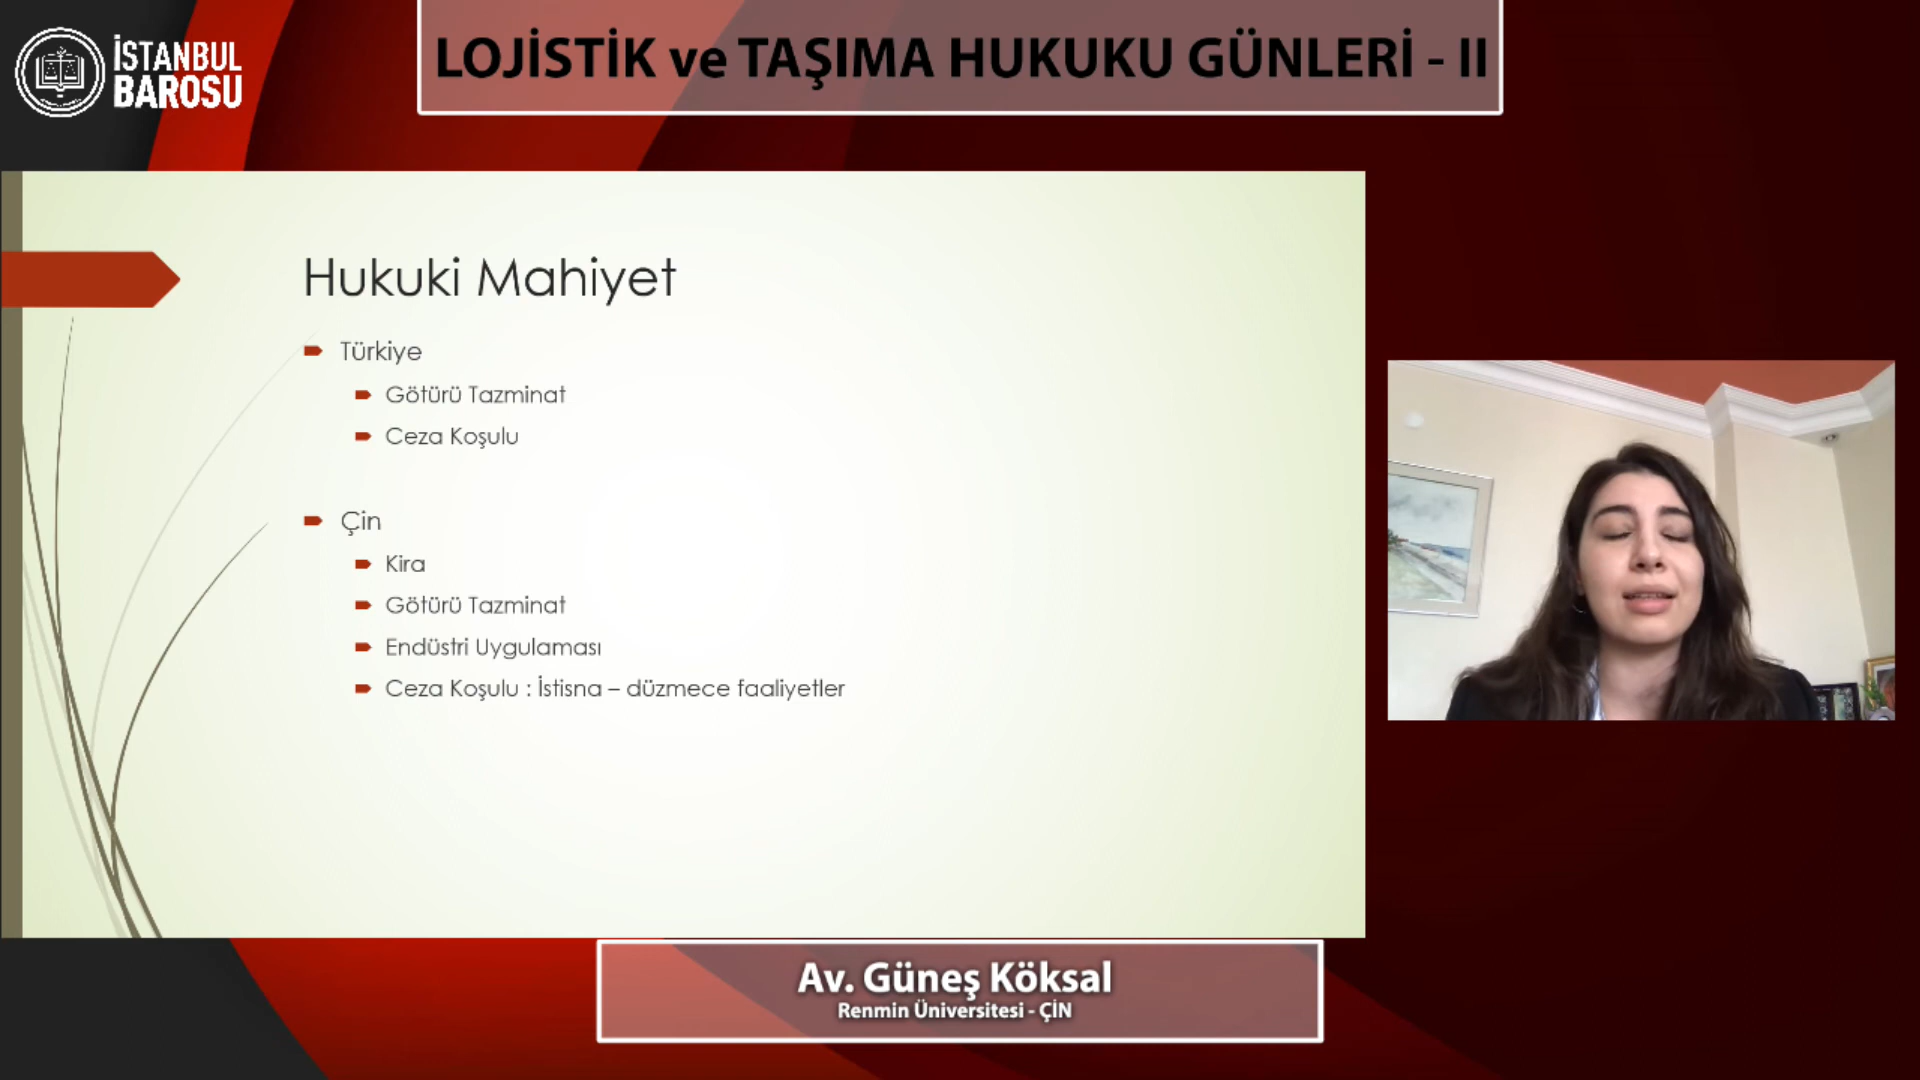 İSTANBUL
BAROSU
LOJİSTİK ve TAŞIMA HUKUKU GÜNLERİ - II
Hukuki Mahiyet
Türkiye
Götürü Tazminat
Ceza Koşulu
Çin
Kira
Götürü Tazminat
Endüstri Uygulaması
Ceza Koşulu : İstisna – düzmece faaliyetler
Av. Güneş Köksal
Renmin Üniversitesi - ÇİN